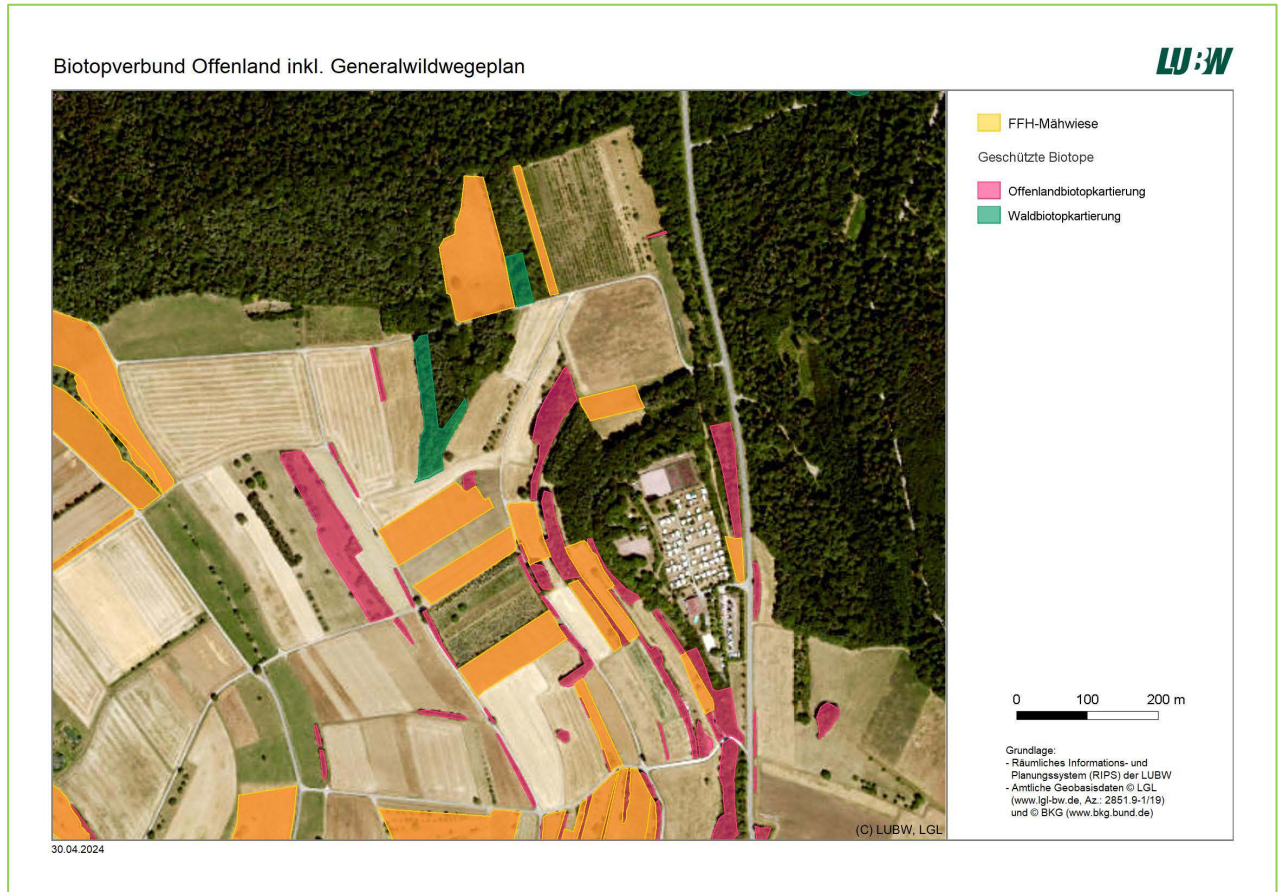 Biotopverbund Offenland inkl. Generalwildwegeplan
LUBW
FFH-Mähwiese
Geschützte Biotope
Offenlandbiotopkartierung
Waldbiotopkartierung
0 100 200 m
Grundlage:
- Räumliches Informations- und
Planungssystem (RIPS) der LUBW
- Amtliche Geobasisdaten © LGL
(www.lgl-bw.de, Az.: 2851.9-1/19)
und © BKG (www.bkg.bund.de)
(C) LUBW, LGL
30.04.2024